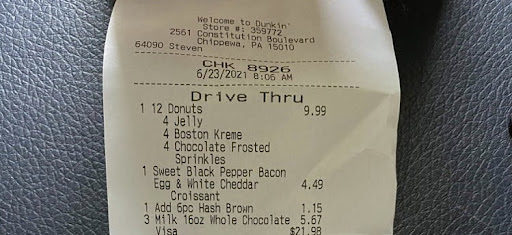 Welcome to Dunkin'
Store #: 359772
2561 Constitution Boulevard
Chippewa, PA 15010
64090 Steven
CHK 8926
6/23/2021 8:06 AM
Drive Thru
1 12 Donuts 9.99
4 Jelly
4 Boston Kreme
4 Chocolate Frosted
Sprinkles
1 Sweet Black Pepper Bacon
Egg & White Cheddar 4.49
Croissant
1 Add 6pc Hash Brown 1.15
3 Milk 16oz Whole Chocolate 5.67
Visa $21.98